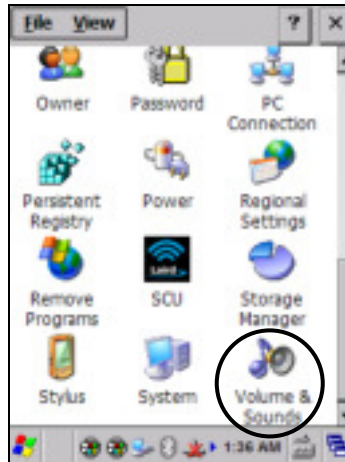 File View ? ×
Owner Password PC Connection
Persistent Registry Power Regional Settings
Laird
Remove Programs SCU Storage Manager
Stylus System Volume & Sounds
1:36 AM